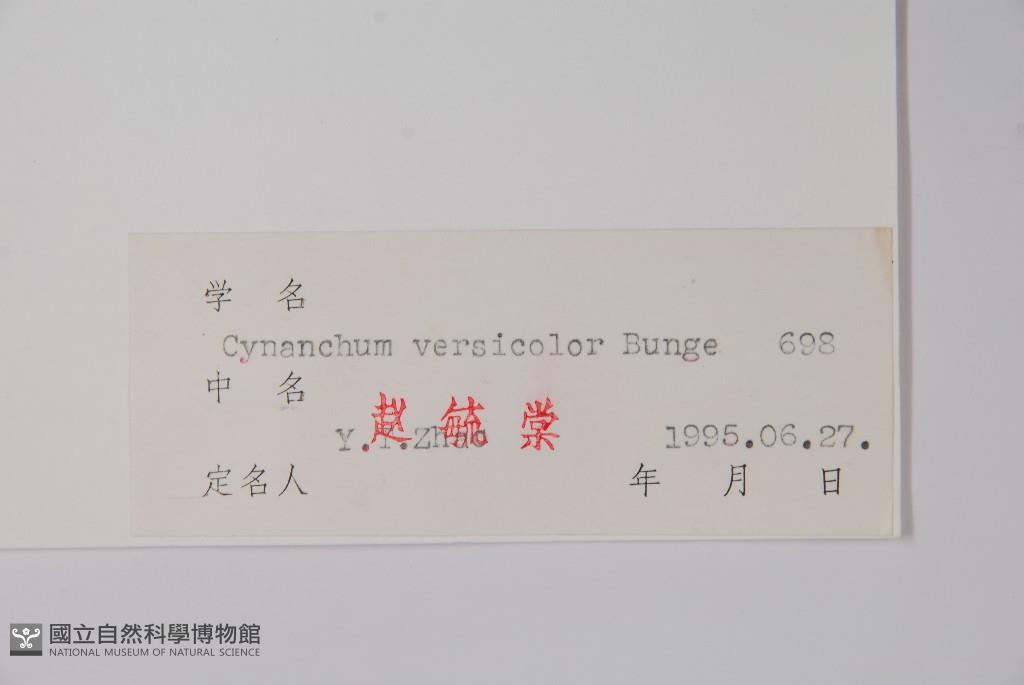 学 名
Cynanchum versicolor Bunge 698
中 名
赵 毓 棠
Y.T.Zhao 1995.06.27.
定名人 年 月 日
國立自然科學博物館
NATIONAL MUSEUM OF NATURAL SCIENCE